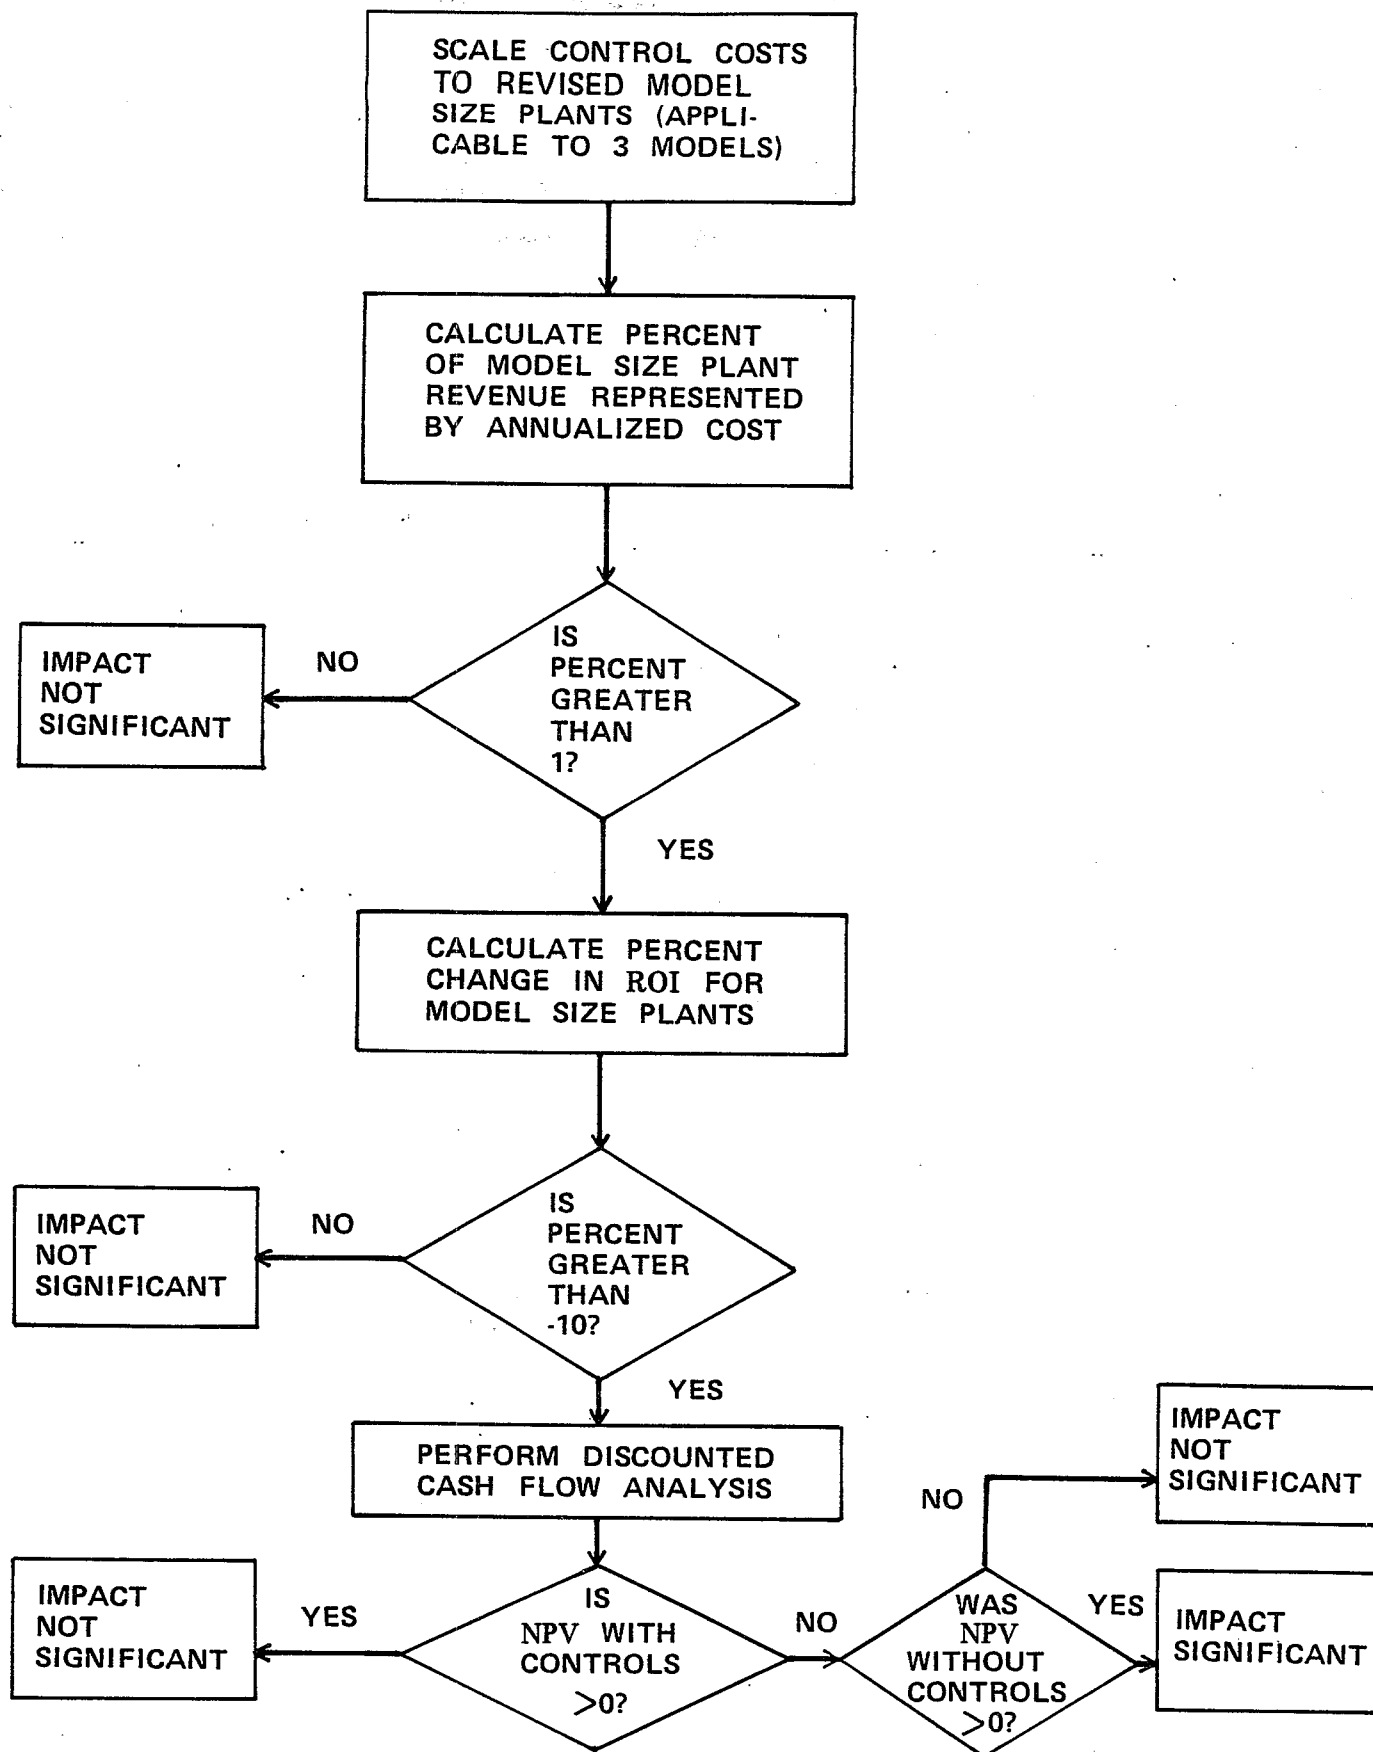 SCALE CONTROL COSTS
TO REVISED MODEL
SIZE PLANTS (APPLI-
CABLE TO 3 MODELS)
CALCULATE PERCENT
OF MODEL SIZE PLANT
REVENUE REPRESENTED
BY ANNUALIZED COST
IS
PERCENT
GREATER
THAN
1?
NO
IMPACT
NOT
SIGNIFICANT
YES
CALCULATE PERCENT
CHANGE IN ROI FOR
MODEL SIZE PLANTS
IS
PERCENT
GREATER
THAN
-10?
NO
IMPACT
NOT
SIGNIFICANT
YES
PERFORM DISCOUNTED
CASH FLOW ANALYSIS
IS
NPV WITH
CONTROLS
>0?
YES
IMPACT
NOT
SIGNIFICANT
NO
WAS
NPV
WITHOUT
CONTROLS
>0?
NO
IMPACT
NOT
SIGNIFICANT
YES
IMPACT
SIGNIFICANT